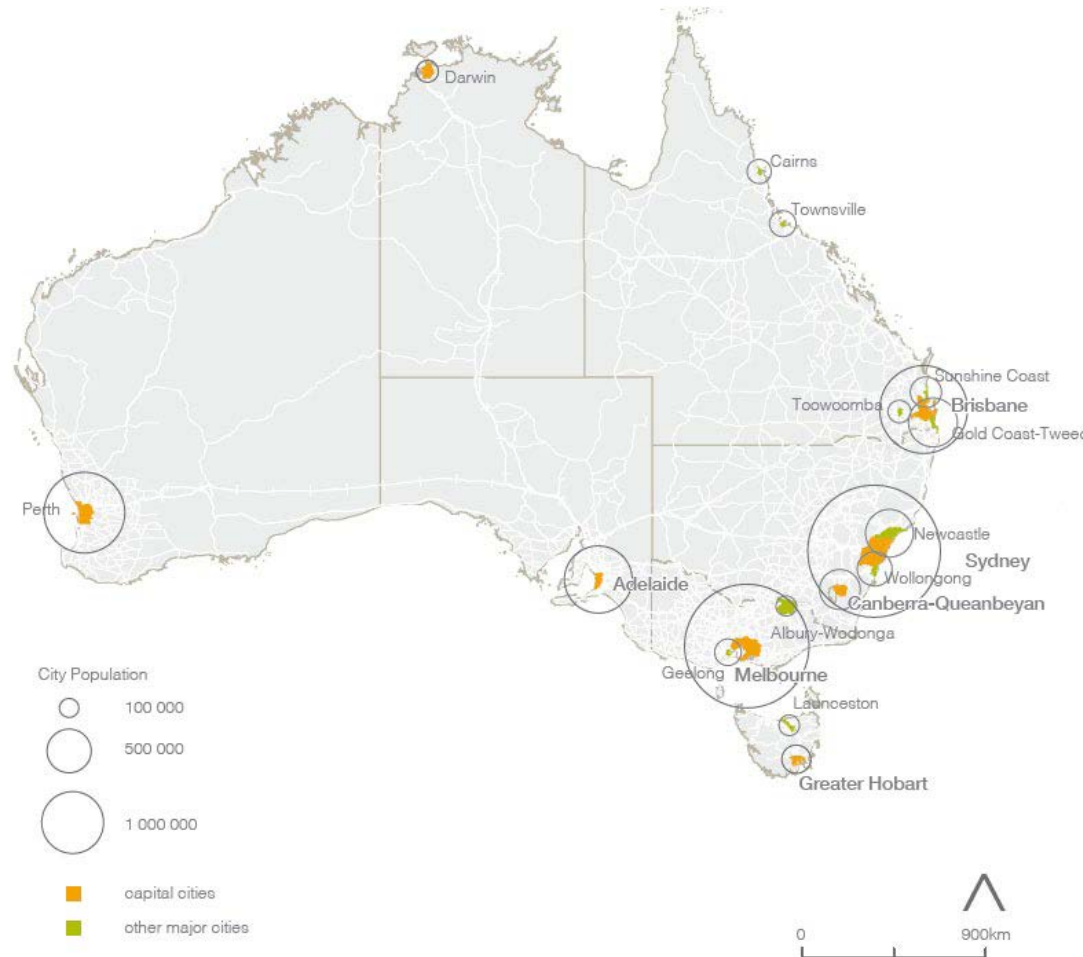 Darwin
Cairns
Townsville
Sunshine Coast
Toowoomba
Brisbane
Gold Coast-Tweed
Perth
Newcastle
Sydney
Adelaide
Wollongong
Canberra-Queanbeyan
Albury-Wodonga
Geelong
Melbourne
Launceston
Greater Hobart
City Population
100 000
500 000
1 000 000
capital cities
other major cities
0
900km